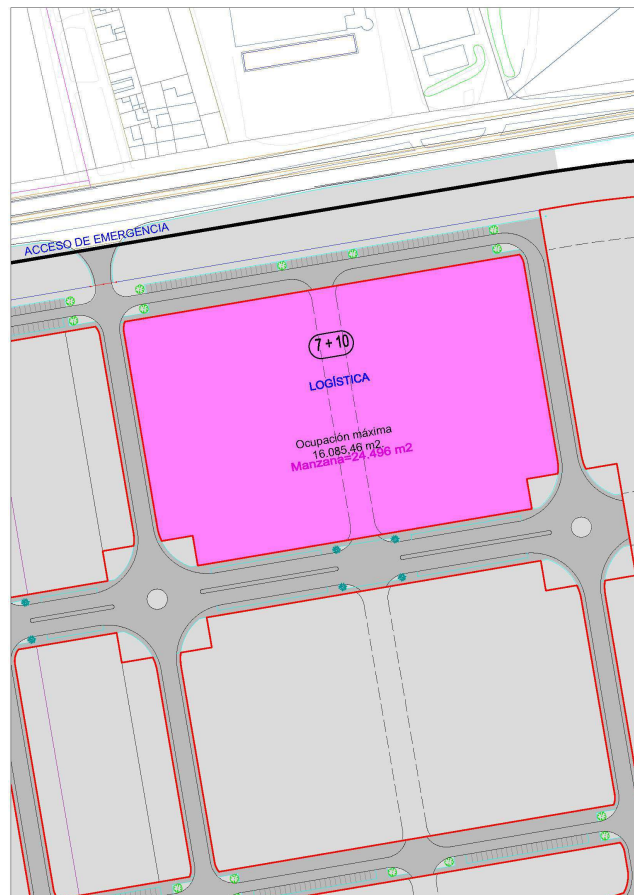 ACCESO DE EMERGENCIA
7 + 10
LOGÍSTICA
Ocupación máxima
16.085,46 m2.
Manzana=24.496 m2